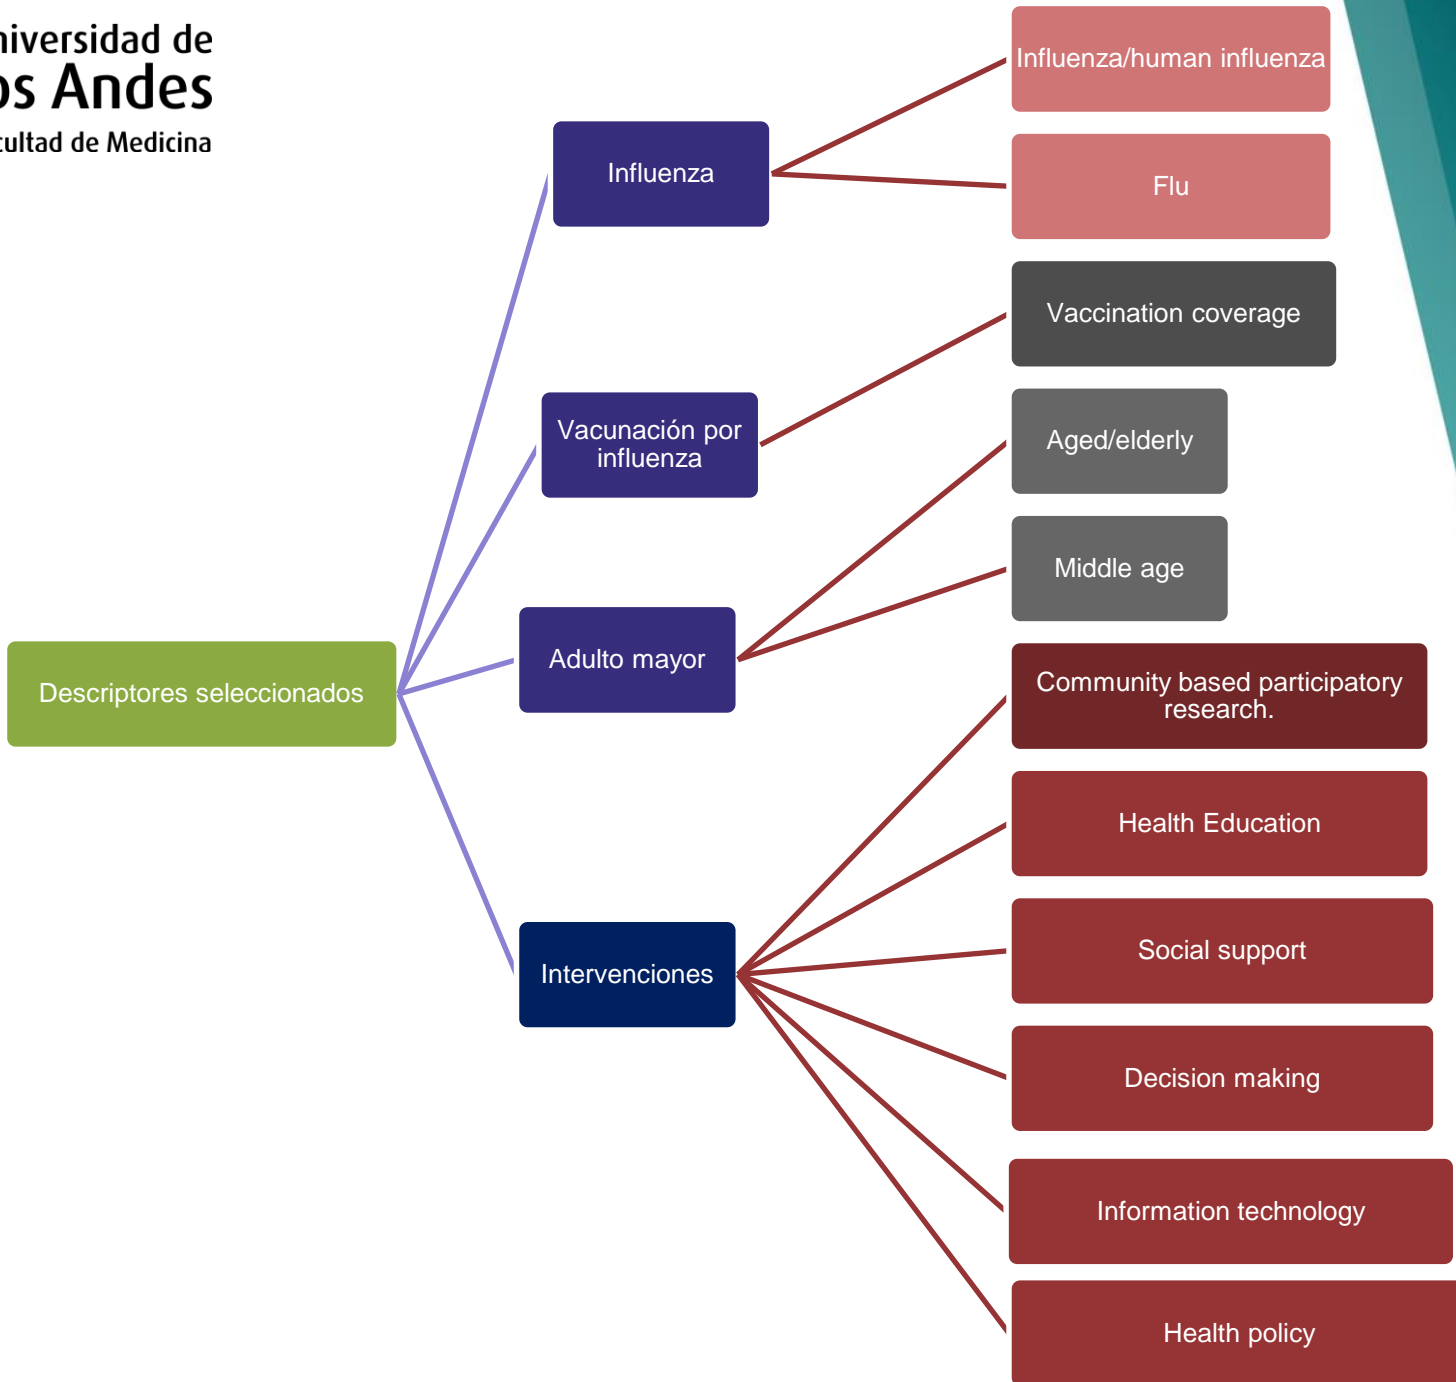 niversidad de
os Andes
cultad de Medicina
Descriptores seleccionados
Influenza
Influenza/human influenza
Flu
Vacunación por
influenza
Vaccination coverage
Adulto mayor
Aged/elderly
Middle age
Intervenciones
Community based participatory
research.
Health Education
Social support
Decision making
Information technology
Health policy